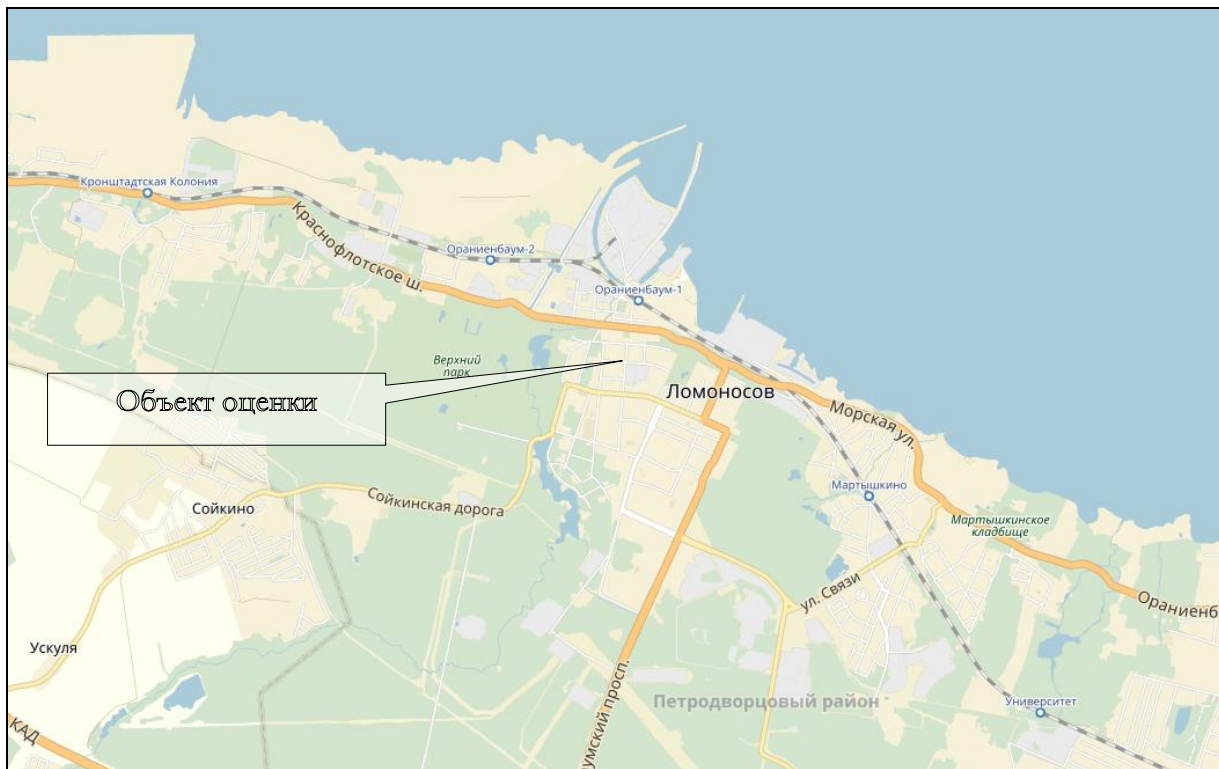 Кронштадтская Колония
Краснофлотское ш.
Ораниенбаум-2
Ораниенбаум-1
Верхний
парк
Объект оценки
Ломоносов
Морская ул.
Мартышкино
Сойкино
Сойкинская дорога
Мартышкинское
кладбище
ул. Связи
Ораниенб
Ускуля
Петродворцовый район
Университет
умский просп.
КАД